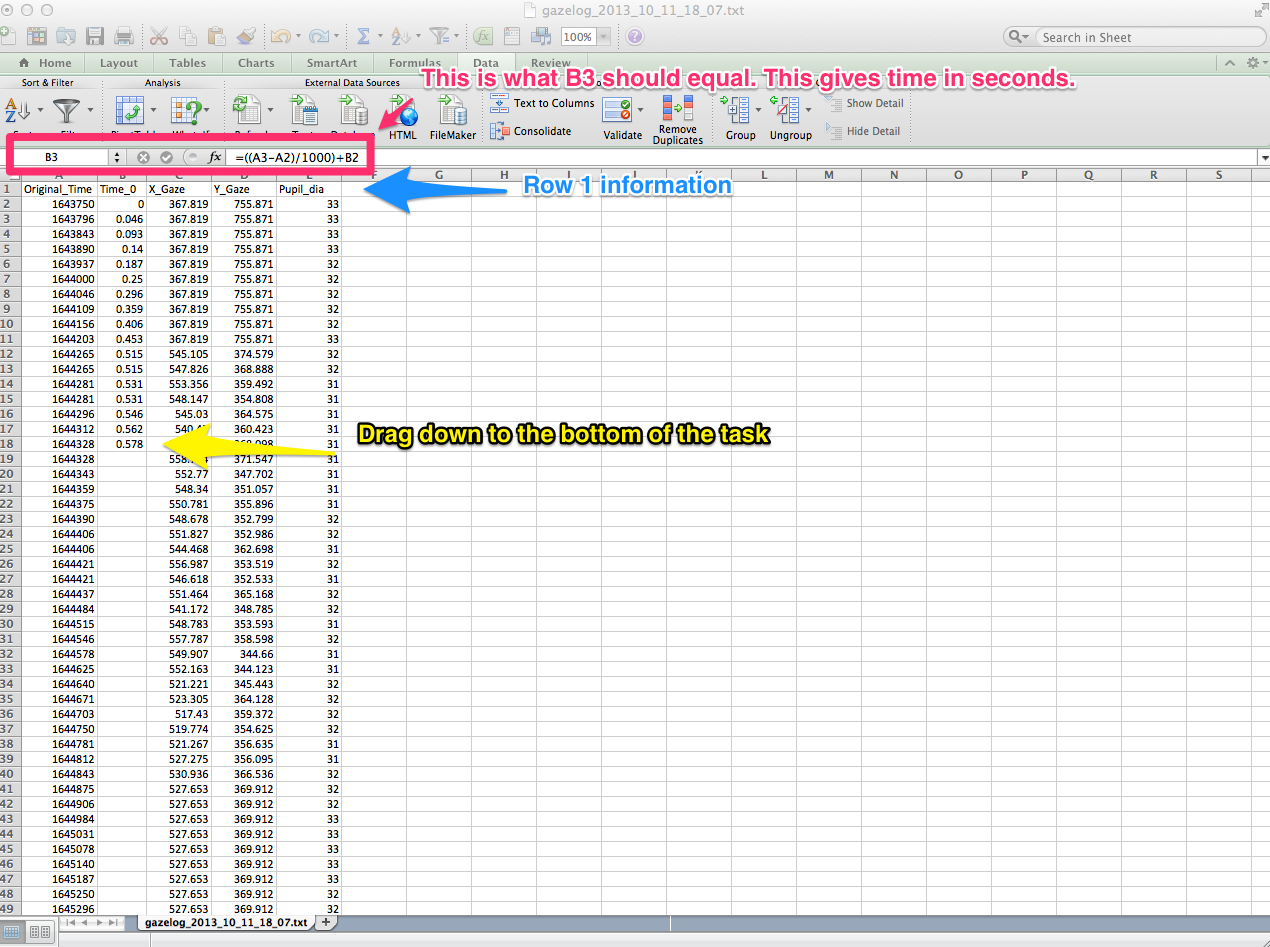 gazelog_2013_10_11_18_07.txt
100%
Search in Sheet
Home Layout Tables Charts SmartArt Formulas Data Review
This is what B3 should equal. This gives time in seconds.
Sort & Filter Analysis External Data Sources
HTML FileMaker
Text to Columns
Consolidate
Validate
Remove Duplicates
Group Ungroup
Show Detail
Hide Detail
B3 fx =((A3-A2)/1000)+B2
G H L M N O P Q R S
Row 1 information
1 Original_Time Time_0 X_Gaze Y_Gaze Pupil_dia
2 1643750 0 367.819 755.871 33
3 1643796 0.046 367.819 755.871 33
4 1643843 0.093 367.819 755.871 33
5 1643890 0.14 367.819 755.871 33
6 1643937 0.187 367.819 755.871 32
7 1644000 0.25 367.819 755.871 32
8 1644046 0.296 367.819 755.871 32
9 1644109 0.359 367.819 755.871 32
10 1644156 0.406 367.819 755.871 32
11 1644203 0.453 367.819 755.871 33
12 1644265 0.515 545.105 374.579 32
13 1644265 0.515 547.826 368.888 32
14 1644281 0.531 553.356 359.492 31
15 1644281 0.531 548.147 354.808 31
16 1644296 0.546 545.03 364.575 31
17 1644312 0.562 360.423 31
18 1644328 0.578 31
Drag down to the bottom of the task
19 1644328 371.547 31
20 1644343 552.77 347.702 31
21 1644359 548.34 351.057 31
22 1644375 550.781 355.896 31
23 1644390 548.678 352.799 32
24 1644406 551.827 352.986 32
25 1644406 544.468 362.698 31
26 1644421 556.987 353.519 32
27 1644421 546.618 352.533 31
28 1644437 551.464 365.168 32
29 1644484 541.172 348.785 32
30 1644515 548.783 353.593 31
31 1644546 557.787 358.598 32
32 1644578 549.907 344.66 31
33 1644625 552.163 344.123 31
34 1644640 521.221 345.443 32
35 1644671 523.305 364.128 32
36 1644703 517.43 359.372 32
37 1644750 519.774 354.625 32
38 1644781 521.267 356.635 31
39 1644812 527.275 356.095 31
40 1644843 530.936 366.536 32
41 1644875 527.653 369.912 32
42 1644906 527.653 369.912 32
43 1644984 527.653 369.912 33
44 1645031 527.653 369.912 33
45 1645078 527.653 369.912 33
46 1645140 527.653 369.912 33
47 1645187 527.653 369.912 33
48 1645250 527.653 369.912 32
49 1645296 527.653 369.912 32
gazelog_2013_10_11_18_07.txt